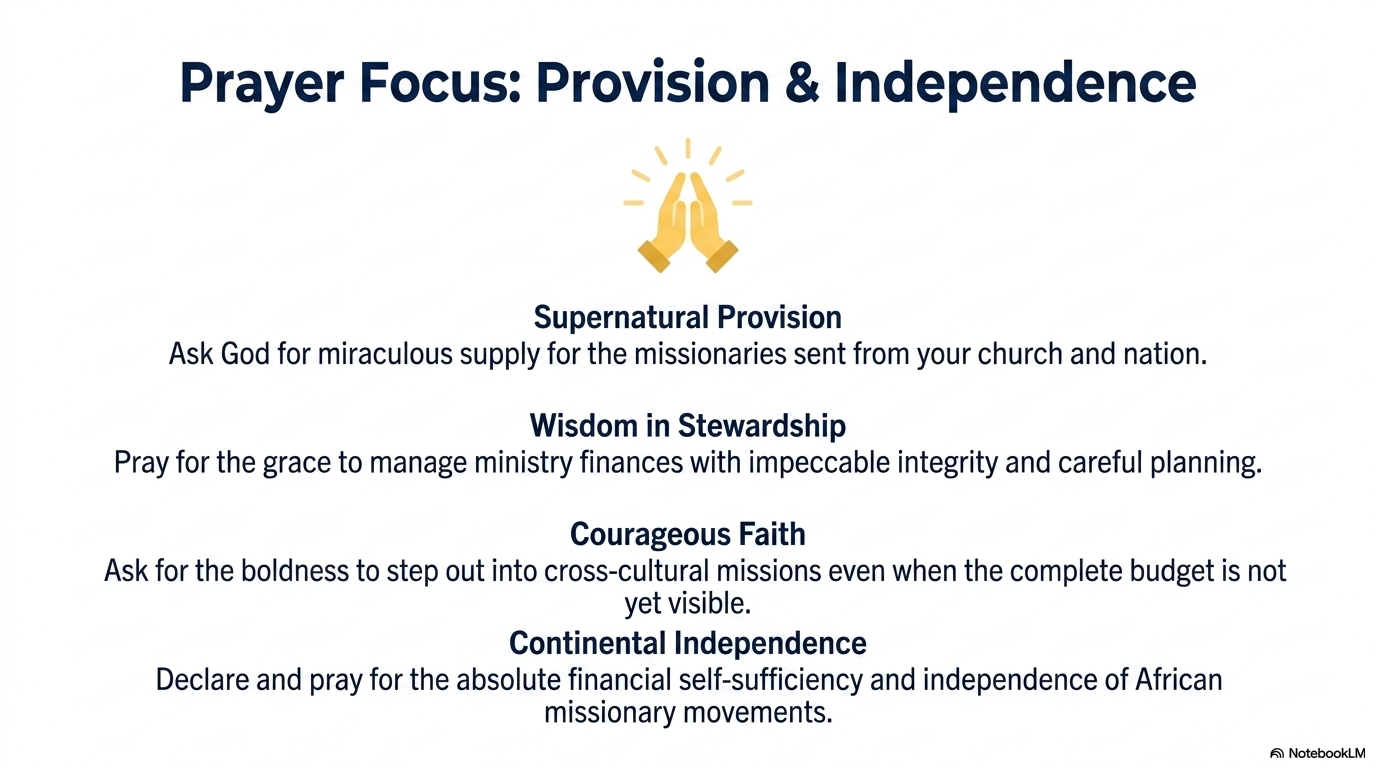 Prayer Focus: Provision & Independence
Supernatural Provision
Ask God for miraculous supply for the missionaries sent from your church and nation.
Wisdom in Stewardship
Pray for the grace to manage ministry finances with impeccable integrity and careful planning.
Courageous Faith
Ask for the boldness to step out into cross-cultural missions even when the complete budget is not
yet visible.
Continental Independence
Declare and pray for the absolute financial self-sufficiency and independence of African
missionary movements.
NotebookLM